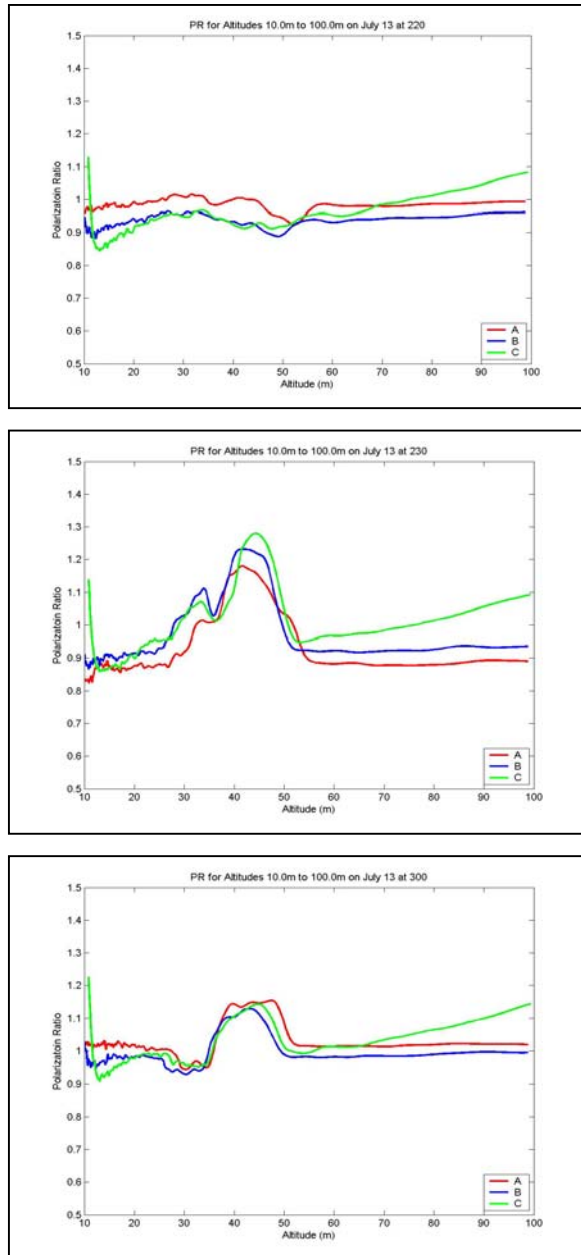 PR for Altitudes 10.0m to 100.0m on July 13 at 220
1.5
1.4
1.3
1.2
1.1
1
0.9
0.8
0.7
0.6
0.5
Polarizatoin Ratio
10 20 30 40 50 60 70 80 90 100
Altitude (m)
A
B
C
PR for Altitudes 10.0m to 100.0m on July 13 at 230
1.5
1.4
1.3
1.2
1.1
1
0.9
0.8
0.7
0.6
0.5
Polarizatoin Ratio
10 20 30 40 50 60 70 80 90 100
Altitude (m)
A
B
C
PR for Altitudes 10.0m to 100.0m on July 13 at 300
1.5
1.4
1.3
1.2
1.1
1
0.9
0.8
0.7
0.6
0.5
Polarizatoin Ratio
10 20 30 40 50 60 70 80 90 100
Altitude (m)
A
B
C